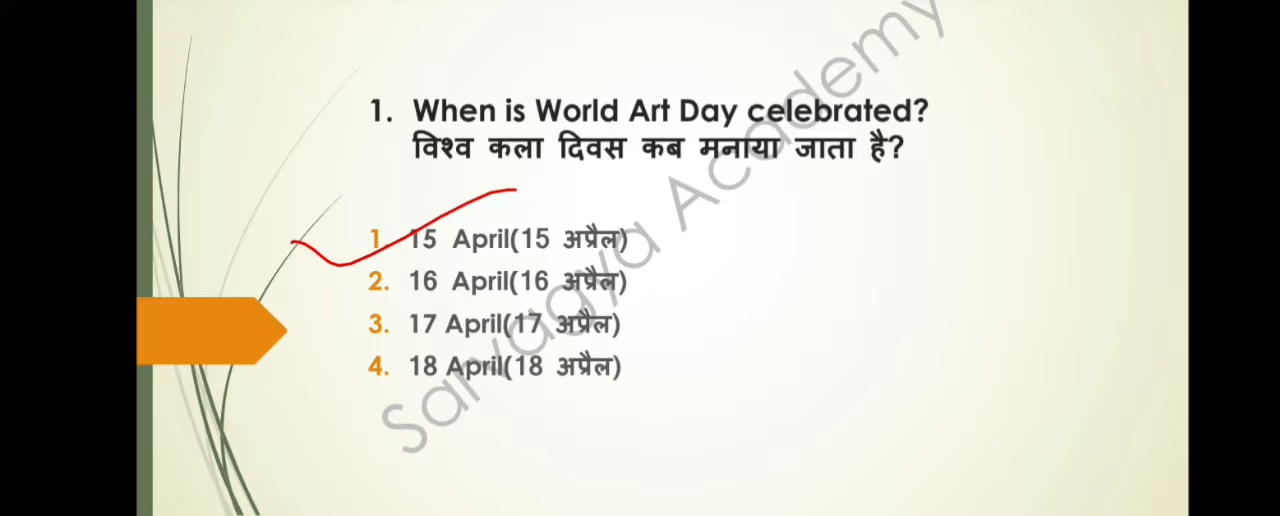 1. When is World Art Day celebrated?
विश्व कला दिवस कब मनाया जाता है?
1. 15 April(15 अप्रैल)
2. 16 April(16 अप्रैल)
3. 17 April(17 अप्रैल)
4. 18 April(18 अप्रैल)
Sarvagya Academy